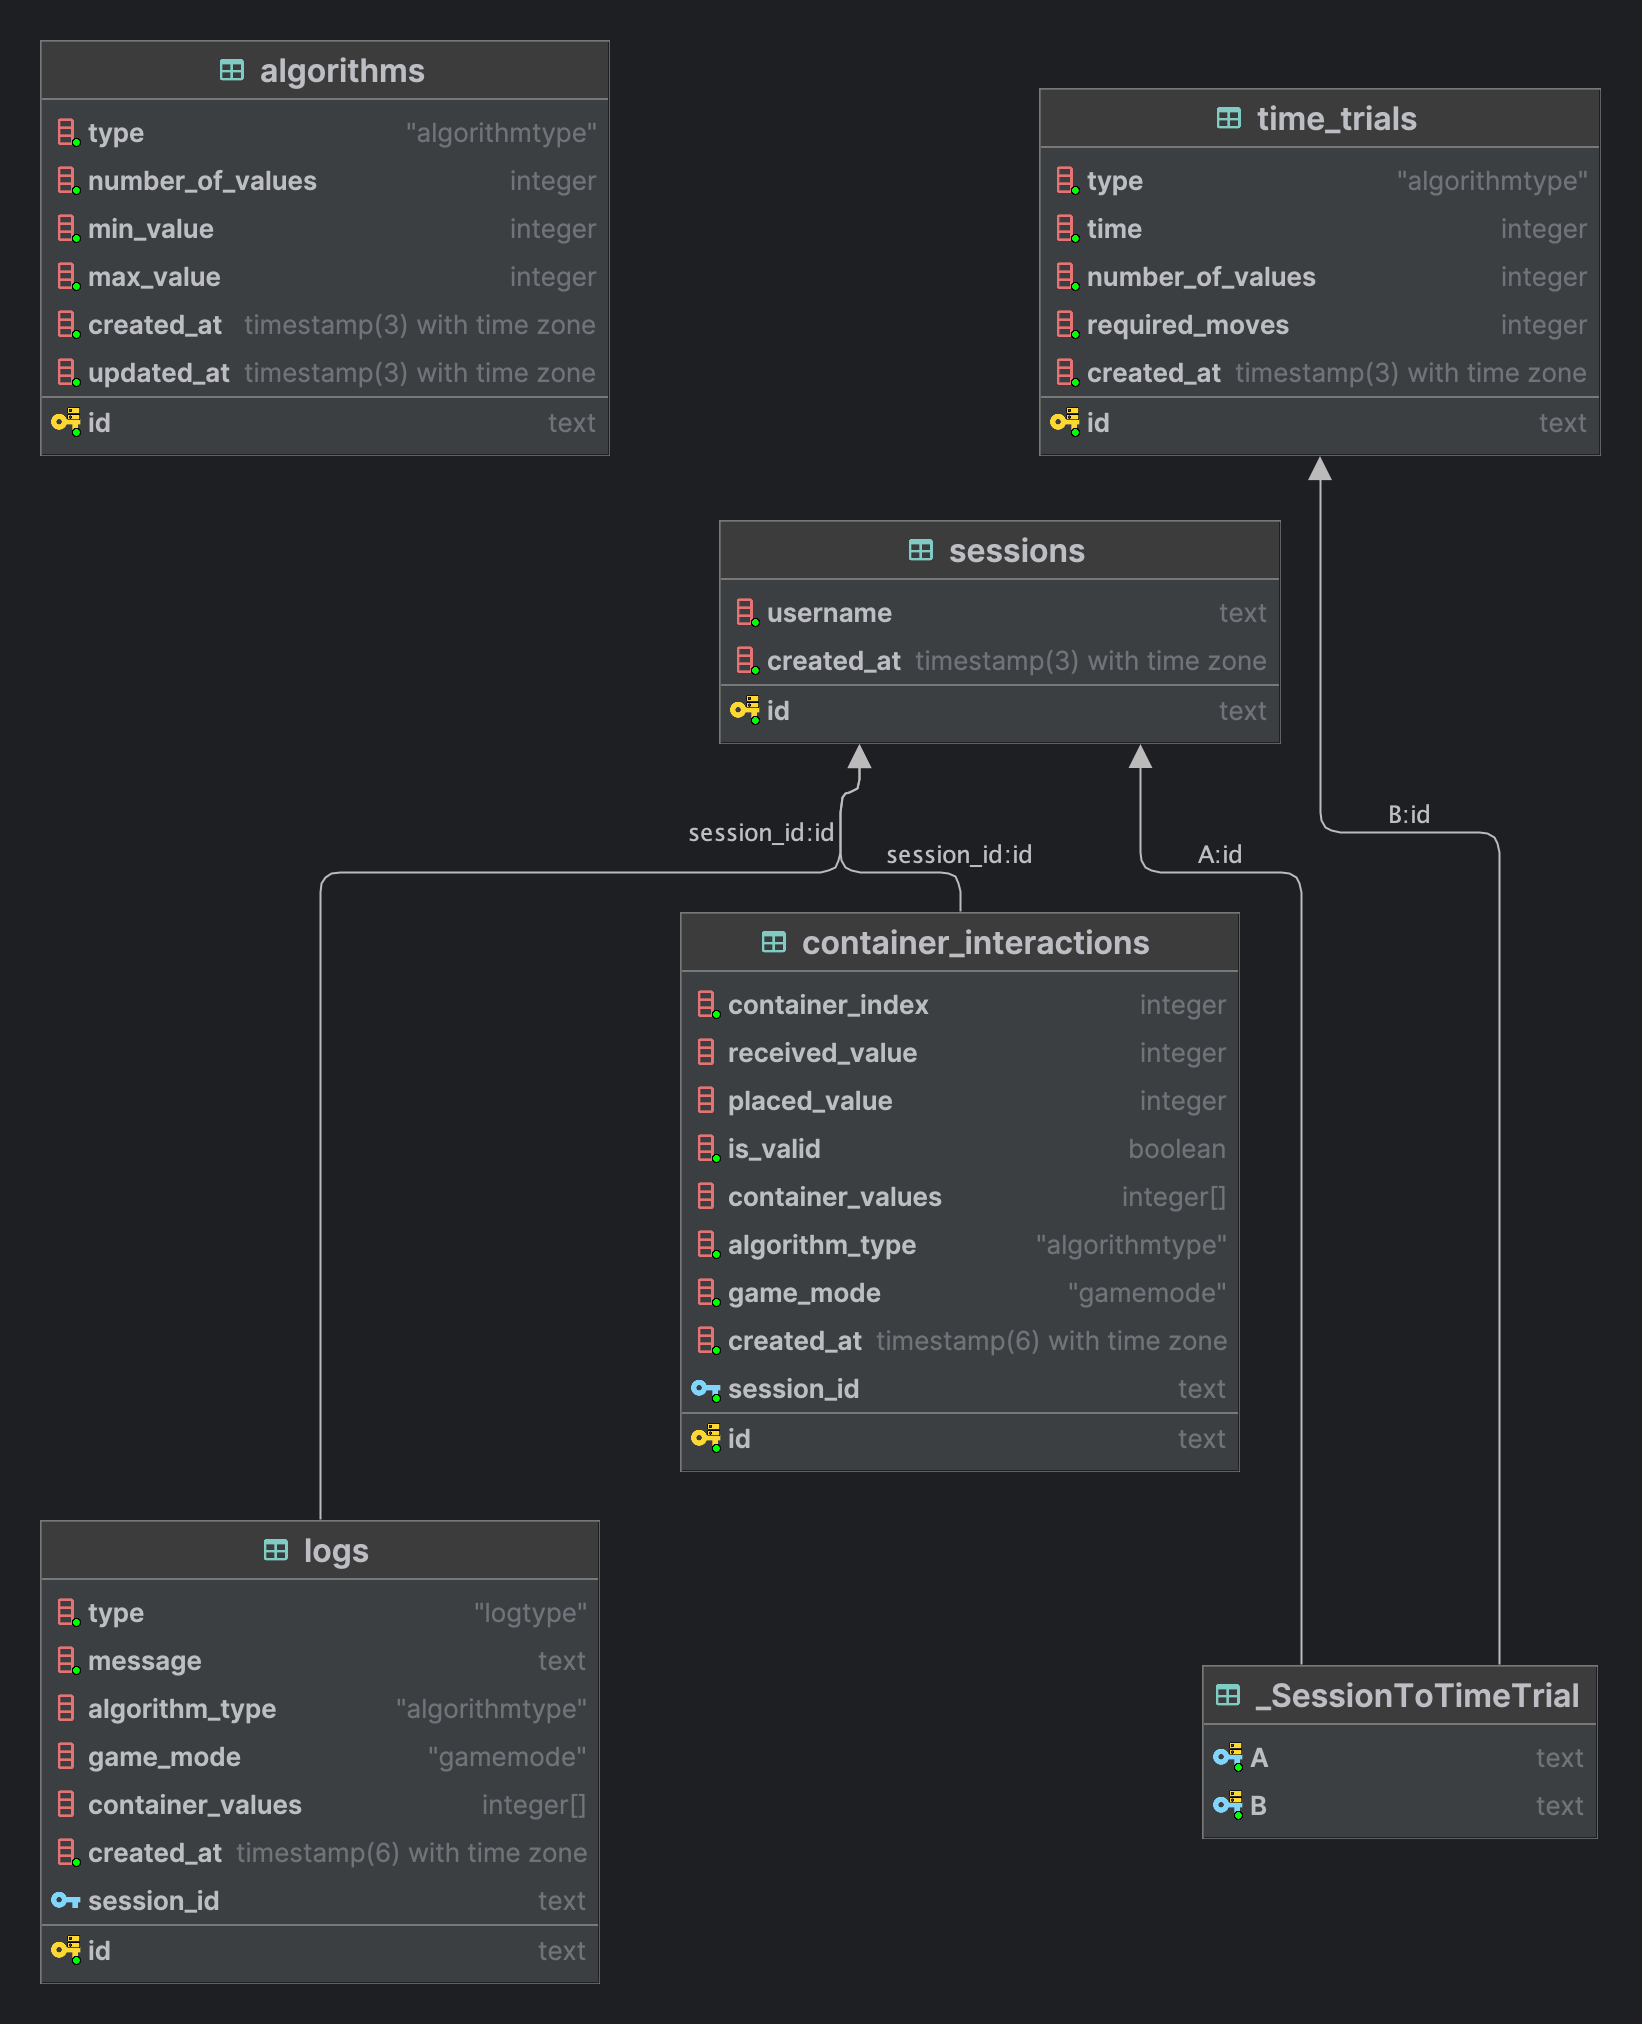 algorithms
type "algorithmtype"
number_of_values integer
min_value integer
max_value integer
created_at timestamp(3) with time zone
updated_at timestamp(3) with time zone
id text
time_trials
type "algorithmtype"
time integer
number_of_values integer
required_moves integer
created_at timestamp(3) with time zone
id text
sessions
username text
created_at timestamp(3) with time zone
id text
B:id
session_id:id
session_id:id
A:id
container_interactions
container_index integer
received_value integer
placed_value integer
is_valid boolean
container_values integer[]
algorithm_type "algorithmtype"
game_mode "gamemode"
created_at timestamp(6) with time zone
session_id text
id text
logs
type "logtype"
message text
algorithm_type "algorithmtype"
game_mode "gamemode"
container_values integer[]
created_at timestamp(6) with time zone
session_id text
id text
_SessionToTimeTrial
A text
B text